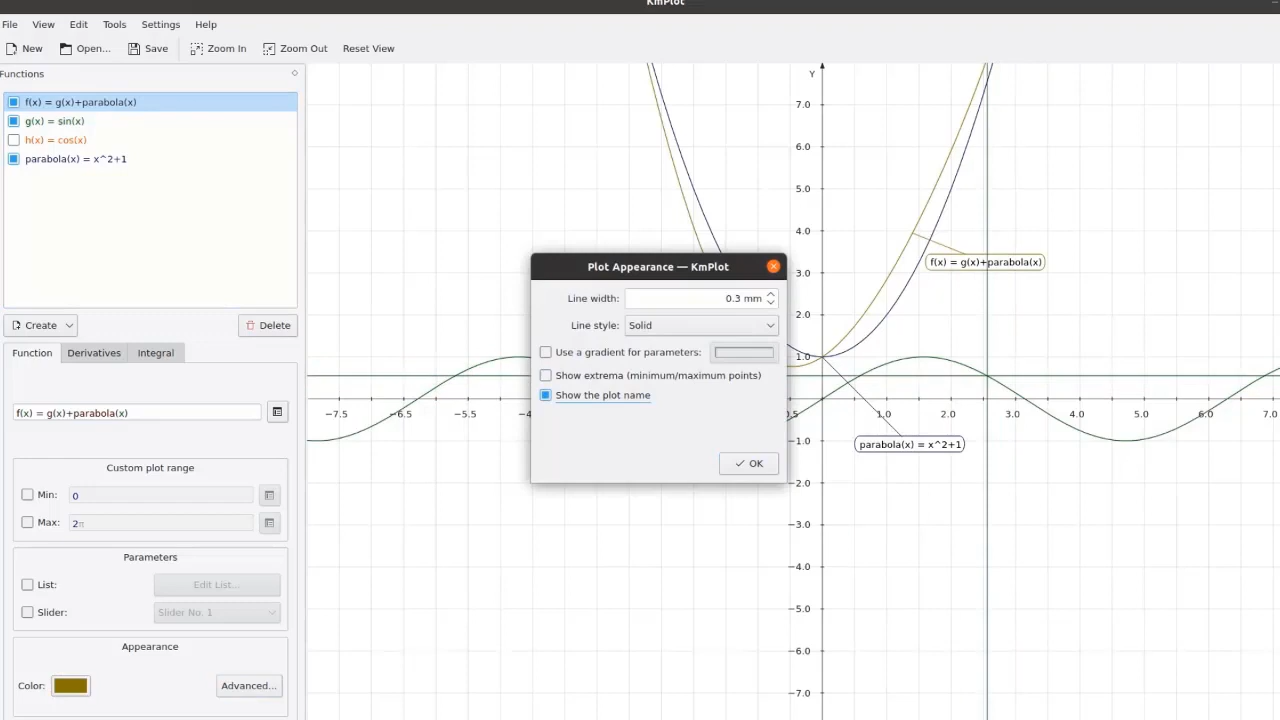 KmPlot
File View Edit Tools Settings Help
New Open... Save Zoom In Zoom Out Reset View
Functions
f(x) = g(x)+parabola(x)
g(x) = sin(x)
h(x) = cos(x)
parabola(x) = x^2+1
Create Delete
Function Derivatives Integral
f(x) = g(x)+parabola(x)
Custom plot range
Min: 0
Max: 2π
Parameters
List: Edit List...
Slider: Slider No. 1
Appearance
Color: Advanced...
Y
7.0
6.0
5.0
4.0
3.0
2.0
1.0
−1.0
−2.0
−3.0
−4.0
−5.0
−6.0
−7.0
−7.5 −6.5 −5.5 1.0 2.0 3.0 4.0 5.0 6.0 7.0
f(x) = g(x)+parabola(x)
parabola(x) = x^2+1
Plot Appearance — KmPlot
Line width: 0.3 mm
Line style: Solid
Use a gradient for parameters:
Show extrema (minimum/maximum points)
Show the plot name
OK